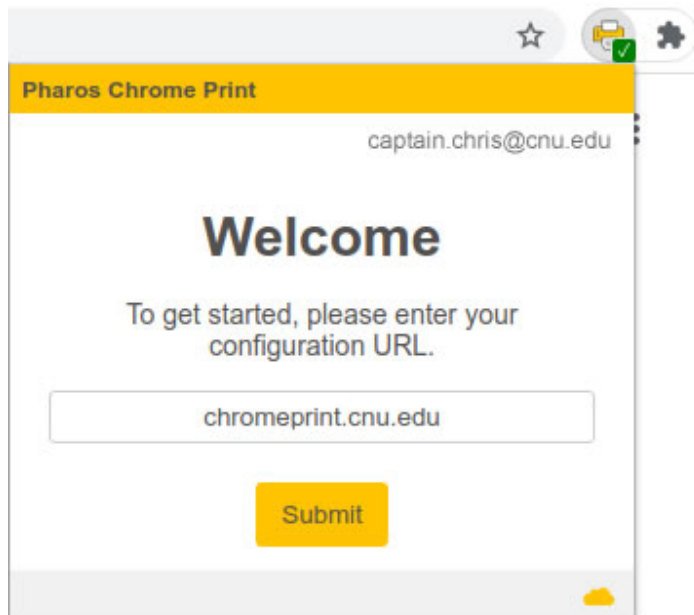 Pharos Chrome Print
captain.chris@cnu.edu
Welcome
To get started, please enter your
configuration URL.
chromeprint.cnu.edu
Submit